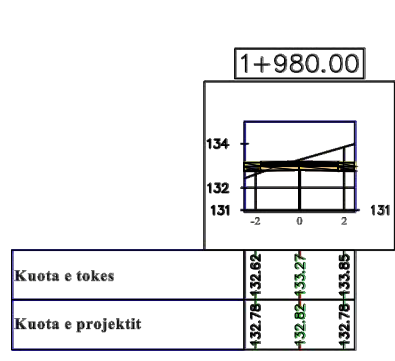 1+980.00
134
132
131 131
-2 0 2
Kuota e tokes 132.62 133.27 133.85
Kuota e projektit 132.78 132.82 132.78